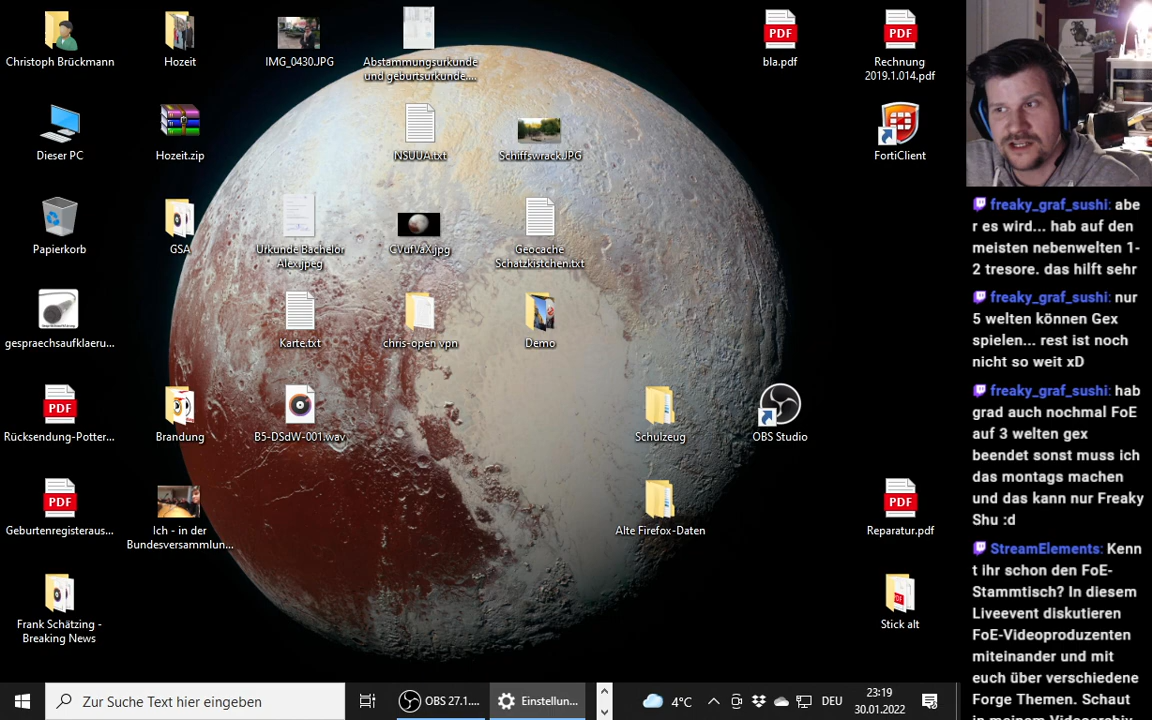 Christoph Brückmann
Hozeit
IMG_0430.JPG
Abstammungsurkunde
und geburtsurkunde....
PDF
bla.pdf
PDF
Rechnung
2019.1.014.pdf
Dieser PC
Hozeit.zip
NSUUA.txt
Schiffswrack.JPG
FortiClient
Papierkorb
GSA
Urkunde Bachelor
Alex.jpeg
CVufVaX.jpg
Geocache
Schatzkistchen.txt
gespraechsaufklaeru...
Karte.txt
chris-open vpn
Demo
PDF
Rücksendung-Potter...
Brandung
B5-DSdW-001.wav
Schulzeug
OBS Studio
PDF
Geburtenregisteraus...
Ich - in der
Bundesversammlun...
Alte Firefox-Daten
PDF
Reparatur.pdf
Frank Schätzing -
Breaking News
Stick alt
freaky_graf_sushi: abe
r es wird... hab auf den
meisten nebenwelten 1-
2 tresore. das hilft sehr
freaky_graf_sushi: nur
5 welten können Gex
spielen... rest ist noch
nicht so weit xD
freaky_graf_sushi: hab
grad auch nochmal FoE
auf 3 welten gex
beendet sonst muss ich
das montags machen
und das kann nur Freaky
Shu :d
StreamElements: Kenn
t ihr schon den FoE-
Stammtisch? In diesem
Liveevent diskutieren
FoE-Videoproduzenten
miteinander und mit
euch über verschiedene
Forge Themen. Schaut
in meinem Videoarchiv
Zur Suche Text hier eingeben
OBS 27.1....
Einstellun...
4°C
DEU
23:19
30.01.2022